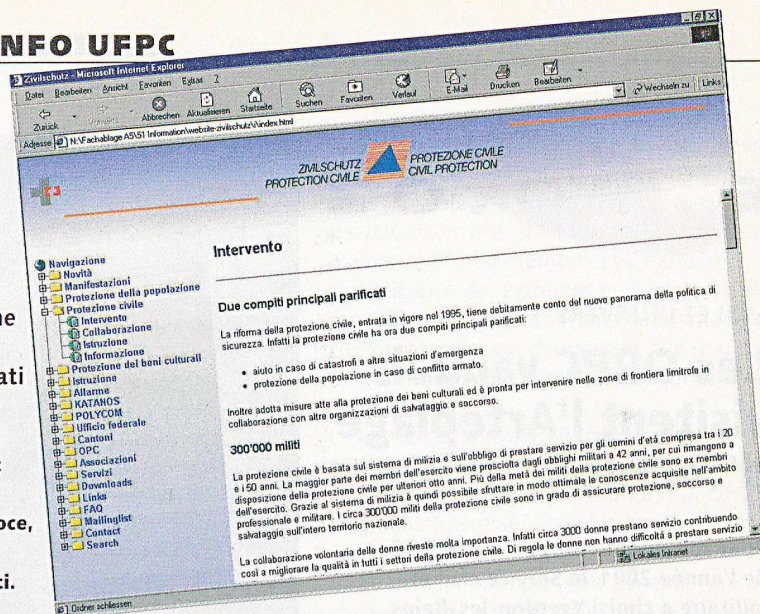 NFO UFPC
Zivilschutz - Microsoft Internet Explorer
Datei Bearbeiten Ansicht Favoriten Extras ?
Zurück Vorwärts Abbrechen Aktualisieren Startseite Suchen Favoriten Verlauf E-Mail Drucken Bearbeiten
Adresse N:\Fachablage A5\51 Information\website-zivilschutz\i\index.html Wechseln zu Links
ZIVILSCHUTZ PROTEZIONE CIVILE
PROTECTION CIVILE CIVIL PROTECTION
Navigazione
Novità
Manifestazioni
Protezione della popolazione
Protezione civile
Intervento
Collaborazione
Istruzione
Informazione
Protezione dei beni culturali
Istruzione
Allarme
KATANOS
POLYCOM
Ufficio federale
Cantoni
OPC
Associazioni
Servizi
Downloads
Links
FAQ
Mailinglist
Contact
Search
Intervento
Due compiti principali parificati
La riforma della protezione civile, entrata in vigore nel 1995, tiene debitamente conto del nuovo panorama della politica di
sicurezza. Infatti la protezione civile ha ora due compiti principali parificati:
• aiuto in caso di catastrofi e altre situazioni d'emergenza
• protezione della popolazione in caso di conflitto armato.
Inoltre adotta misure atte alla protezione dei beni culturali ed è pronta per intervenire nelle zone di frontiera limitrofe in
collaborazione con altre organizzazioni di salvataggio e soccorso.
300'000 militi
La protezione civile è basata sul sistema di milizia e sull'obbligo di prestare servizio per gli uomini d'età compresa tra i 20
e i 50 anni. La maggior parte dei membri dell'esercito viene prosciolta dagli obblighi militari a 42 anni, per cui rimangono a
disposizione della protezione civile per ulteriori otto anni. Più della metà dei militi della protezione civile sono ex membri
dell'esercito. Grazie al sistema di milizia è quindi possibile sfruttare in modo ottimale le conoscenze acquisite nell'ambito
professionale e militare. I circa 300'000 militi della protezione civile sono in grado di assicurare protezione, soccorso e
salvataggio sull'intero territorio nazionale.
La collaborazione volontaria delle donne riveste molta importanza. Infatti circa 3000 donne prestano servizio contribuendo
così a migliorare la qualità in tutti i settori della protezione civile. Di regola le donne non hanno difficoltà a prestare servizio
Ordner schliessen Lokales Intranet
ne
ati
oce,
ci.